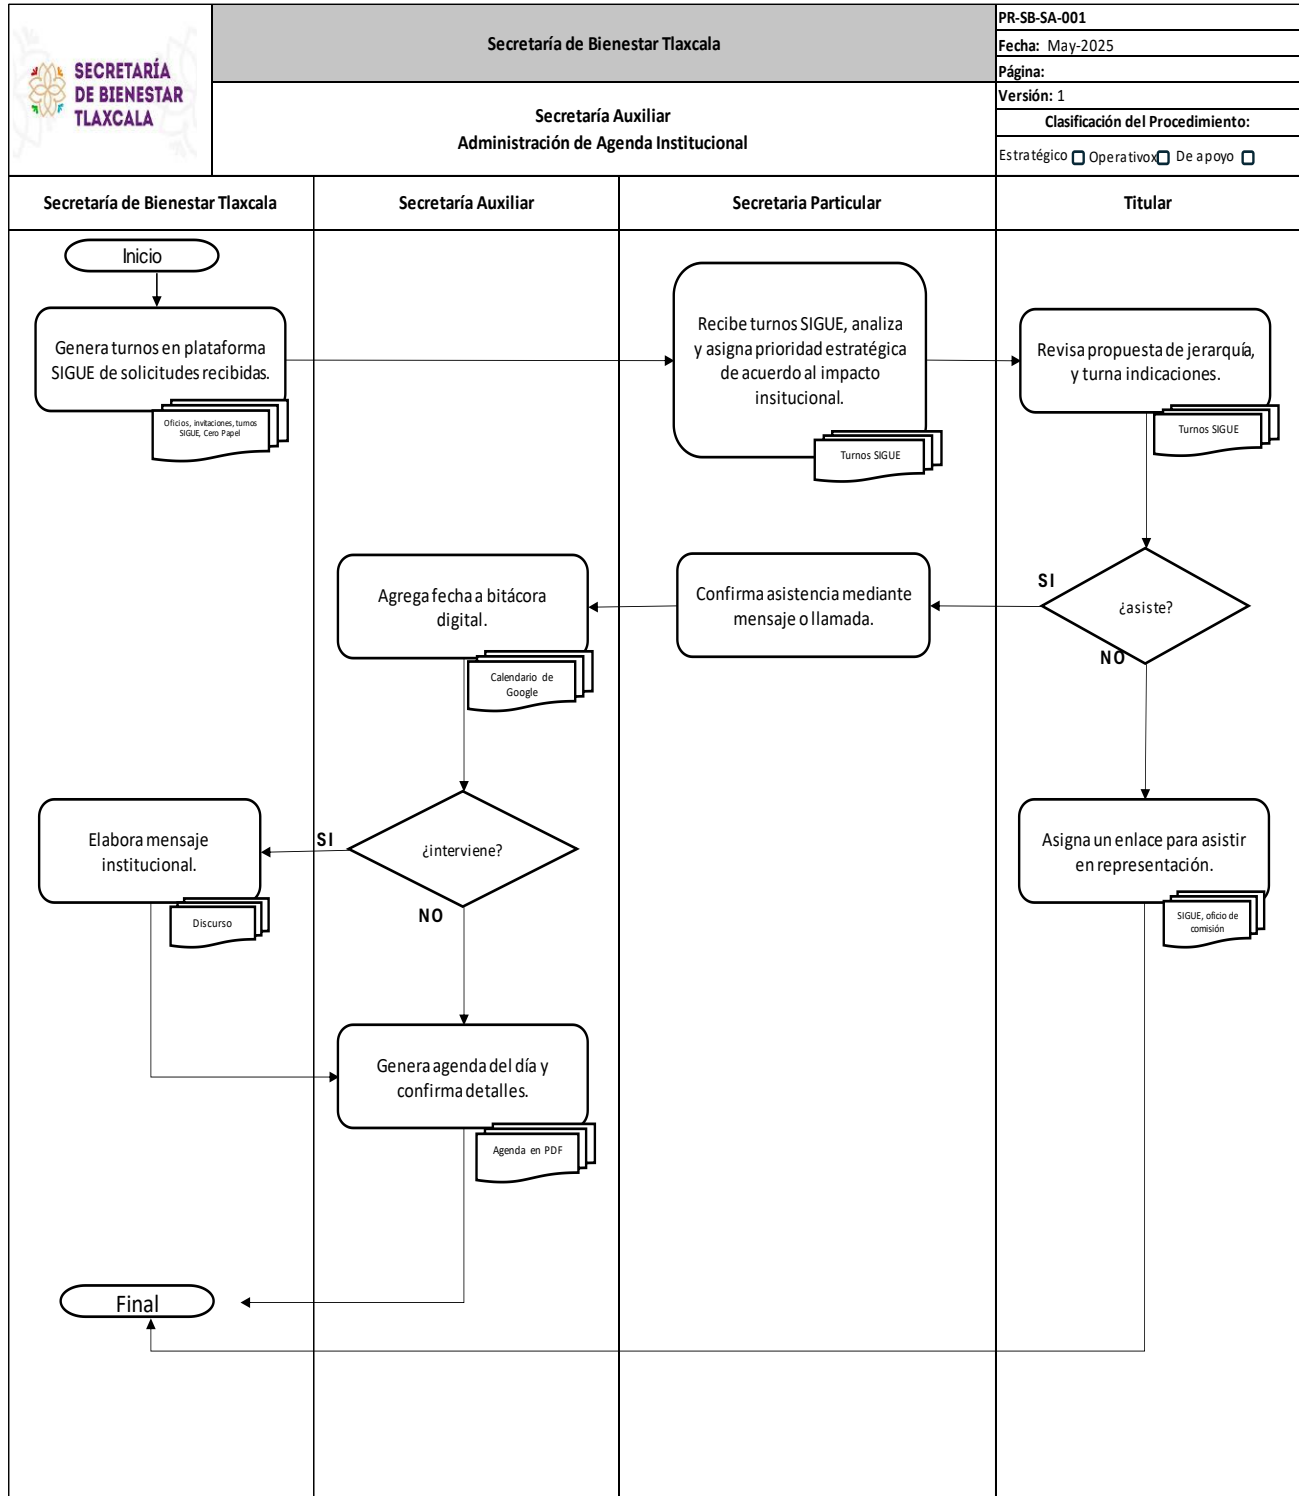 SECRETARÍA
DE BIENESTAR
TLAXCALA
Secretaría de Bienestar Tlaxcala
Secretaría Auxiliar
Administración de Agenda Institucional
PR-SB-SA-001
Fecha: May-2025
Página:
Versión: 1
Clasificación del Procedimiento:
Estratégico Operativox De apoyo
Secretaría de Bienestar Tlaxcala
Secretaría Auxiliar
Secretaria Particular
Titular
Inicio
Genera turnos en plataforma
SIGUE de solicitudes recibidas.
Oficios, invitaciones, turnos
SIGUE, Cero Papel
Recibe turnos SIGUE, analiza
y asigna prioridad estratégica
de acuerdo al impacto
insitucional.
Turnos SIGUE
Revisa propuesta de jerarquía,
y turna indicaciones.
Turnos SIGUE
¿asiste?
SI
NO
Confirma asistencia mediante
mensaje o llamada.
Agrega fecha a bitácora
digital.
Calendario de
Google
¿interviene?
SI
NO
Elabora mensaje
institucional.
Discurso
Asigna un enlace para asistir
en representación.
SIGUE, oficio de
comisión
Genera agenda del día y
confirma detalles.
Agenda en PDF
Final